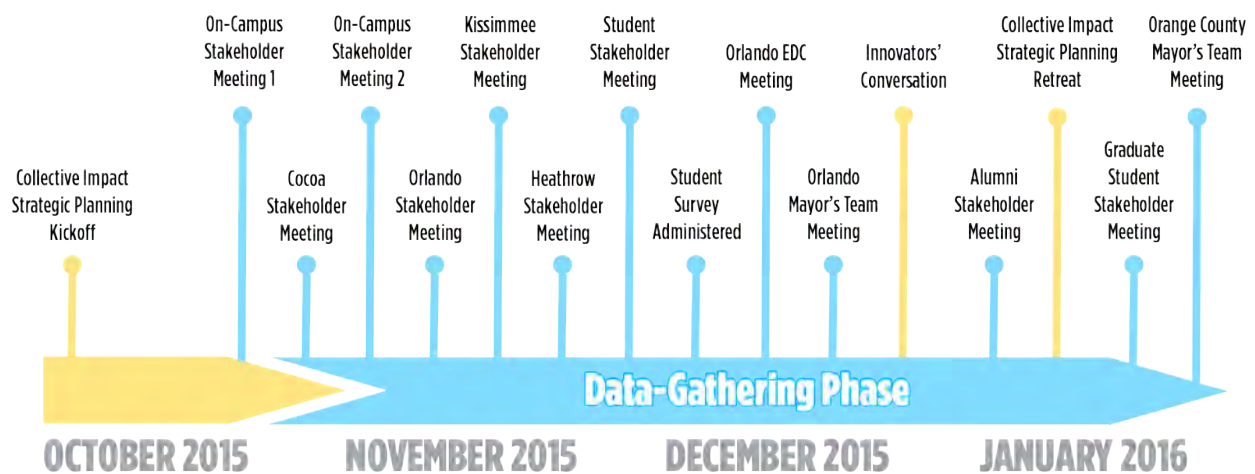 On-Campus
Stakeholder
Meeting 1
On-Campus
Stakeholder
Meeting 2
Kissimmee
Stakeholder
Meeting
Student
Stakeholder
Meeting
Orlando EDC
Meeting
Innovators'
Conversation
Collective Impact
Strategic Planning
Retreat
Orange County
Mayor's Team
Meeting
Collective Impact
Strategic Planning
Kickoff
Cocoa
Stakeholder
Meeting
Orlando
Stakeholder
Meeting
Heathrow
Stakeholder
Meeting
Student
Survey
Administered
Orlando
Mayor's Team
Meeting
Alumni
Stakeholder
Meeting
Graduate
Student
Stakeholder
Meeting
Data-Gathering Phase
OCTOBER 2015
NOVEMBER 2015
DECEMBER 2015
JANUARY 2016